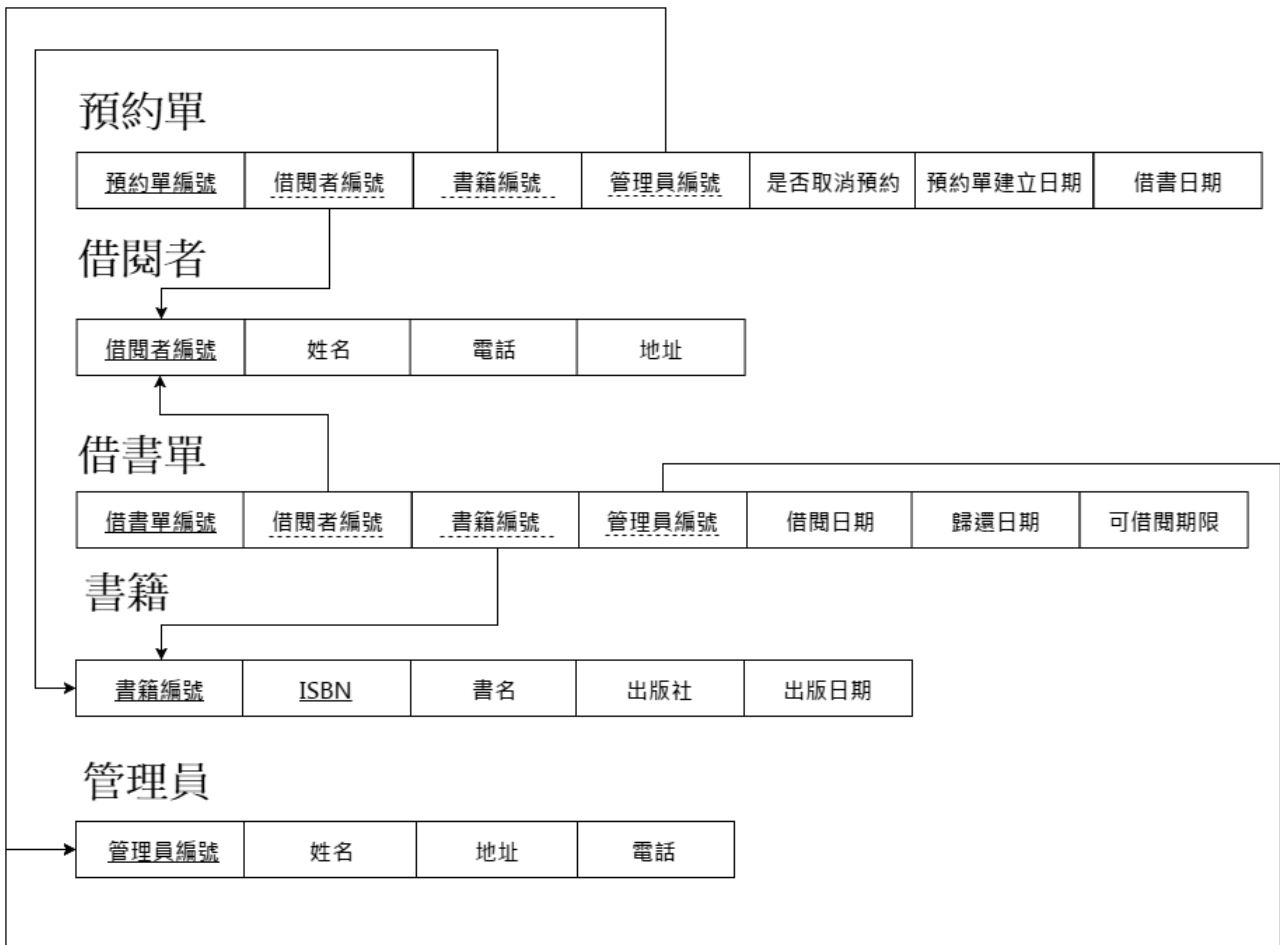 預約單
預約單編號 借閱者編號 書籍編號 管理員編號 是否取消預約 預約單建立日期 借書日期
借閱者
借閱者編號 姓名 電話 地址
借書單
借書單編號 借閱者編號 書籍編號 管理員編號 借閱日期 歸還日期 可借閱期限
書籍
書籍編號 ISBN 書名 出版社 出版日期
管理員
管理員編號 姓名 地址 電話